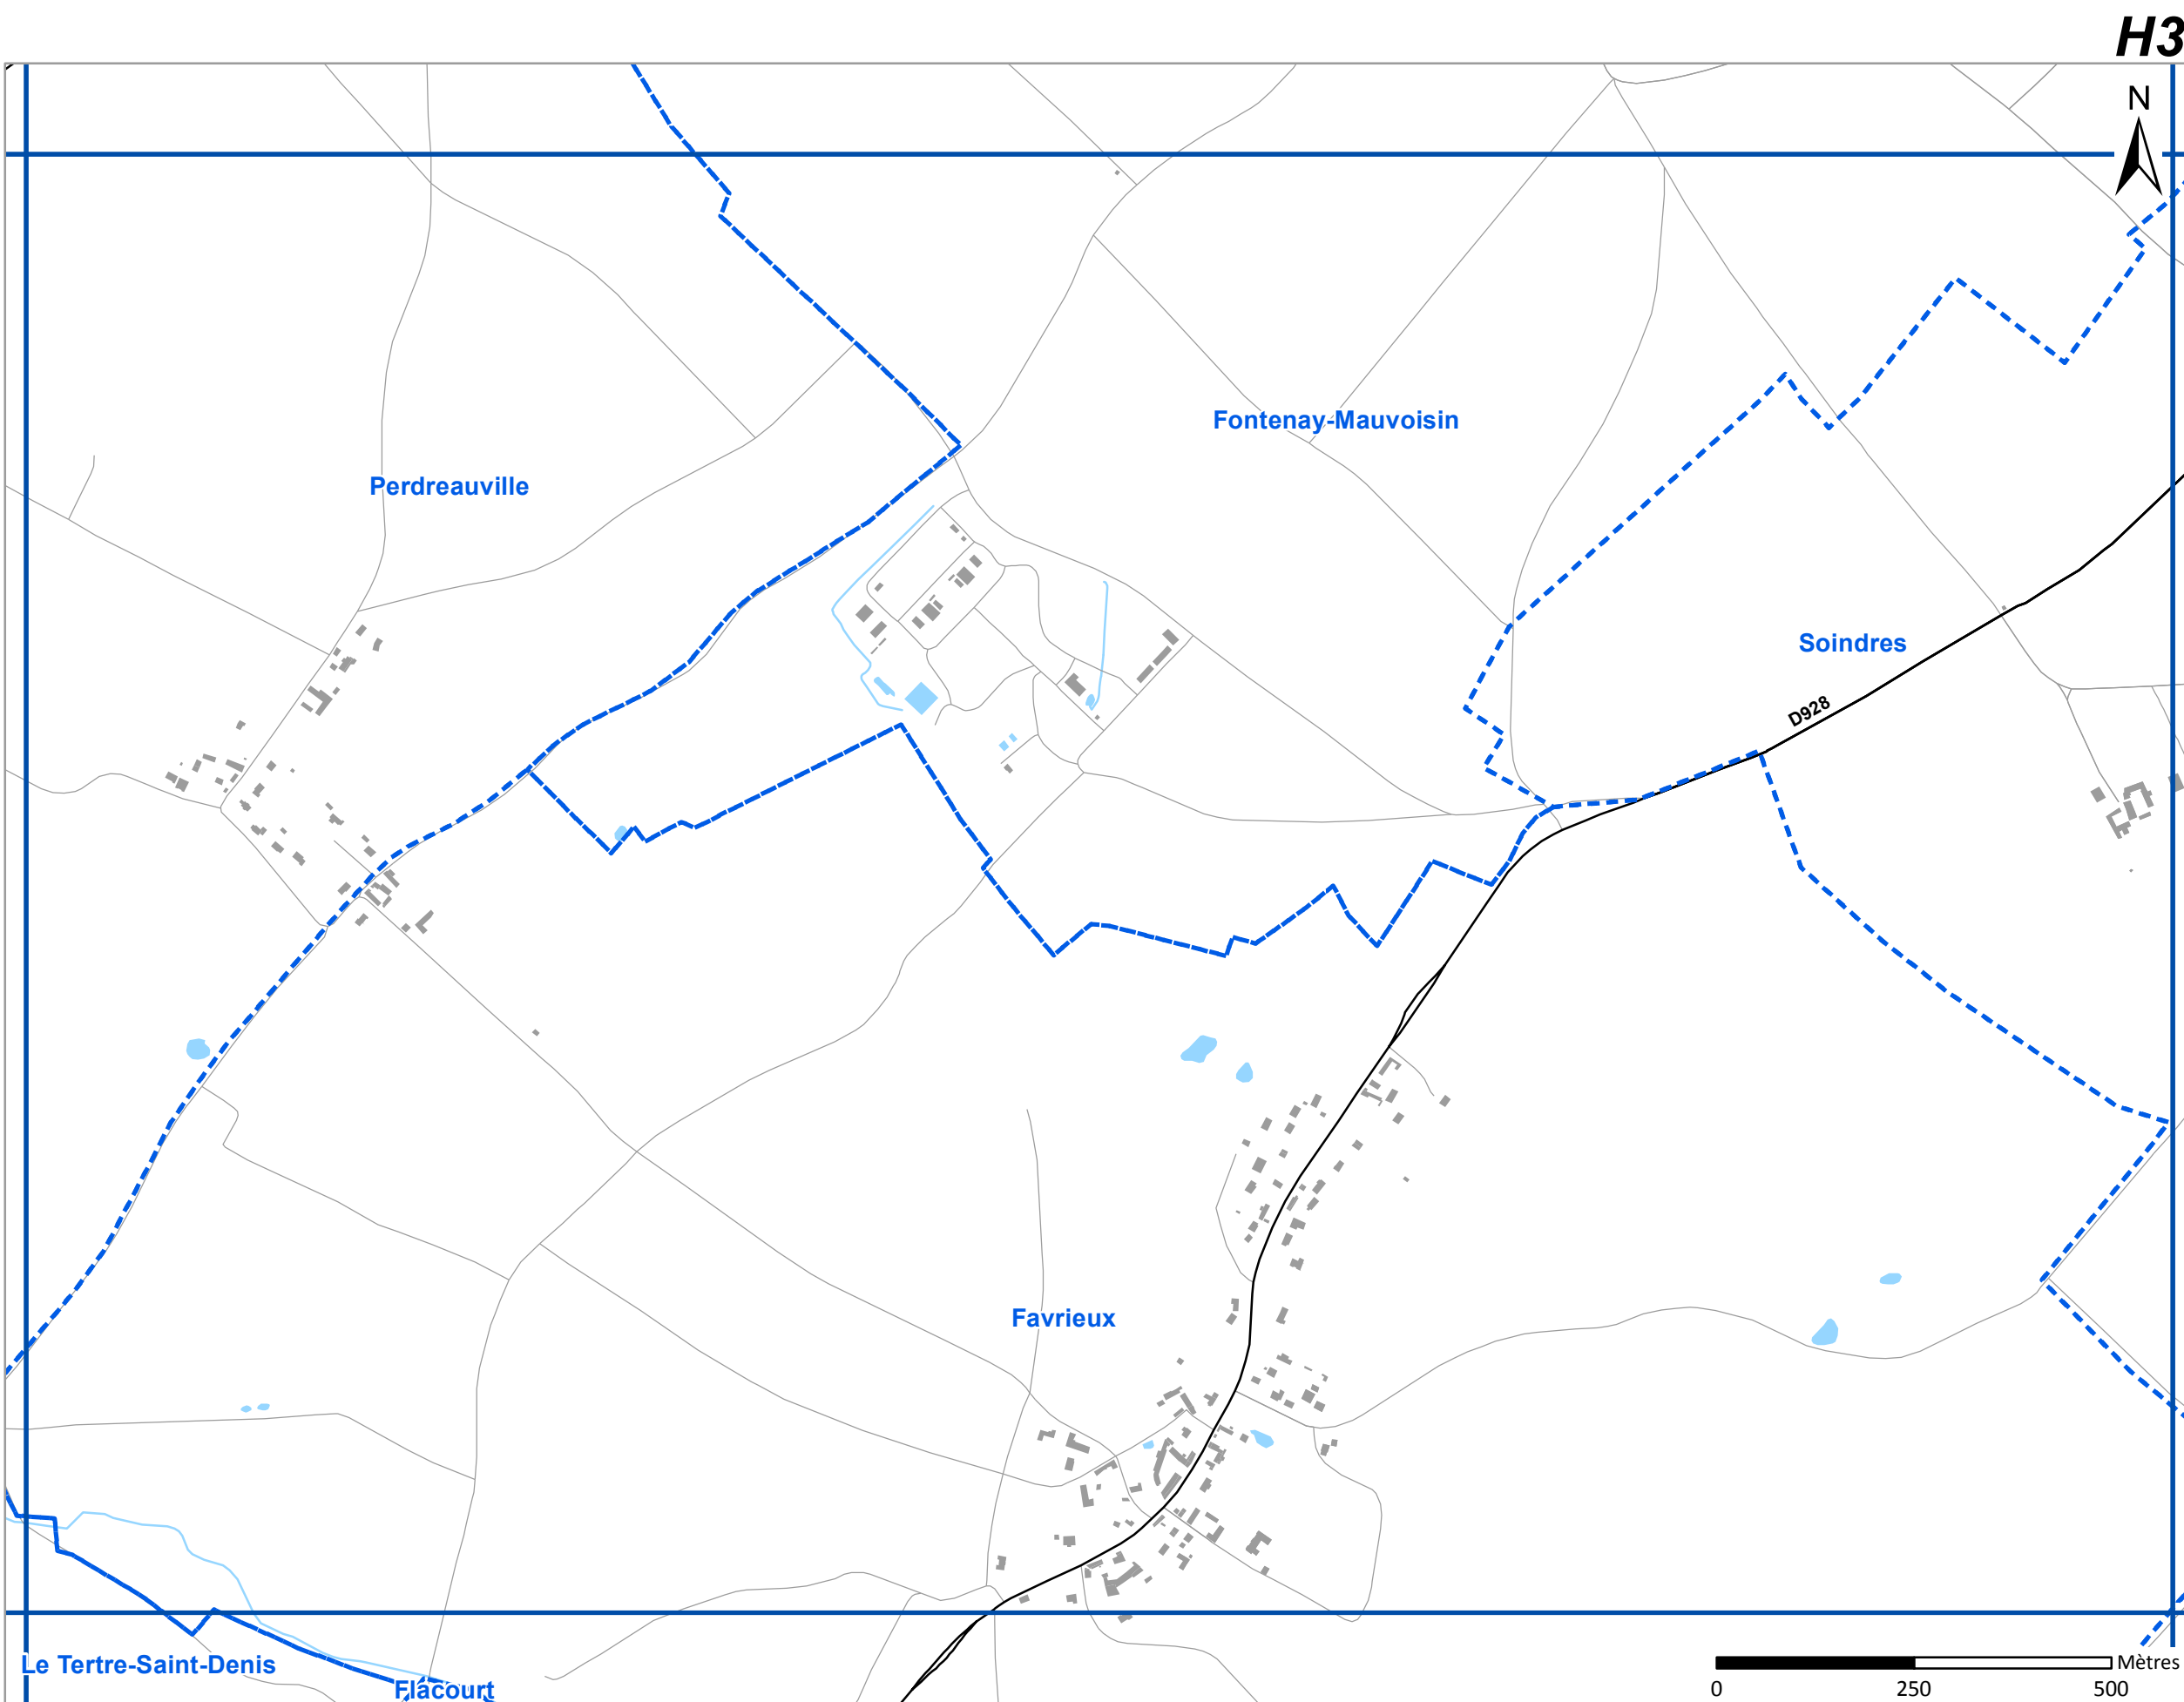 H3
N
Fontenay-Mauvoisin
Perdreauville
Soindres
D928
Favrieux
Le Tertre-Saint-Denis
Flacourt
Mètres
0 250 500